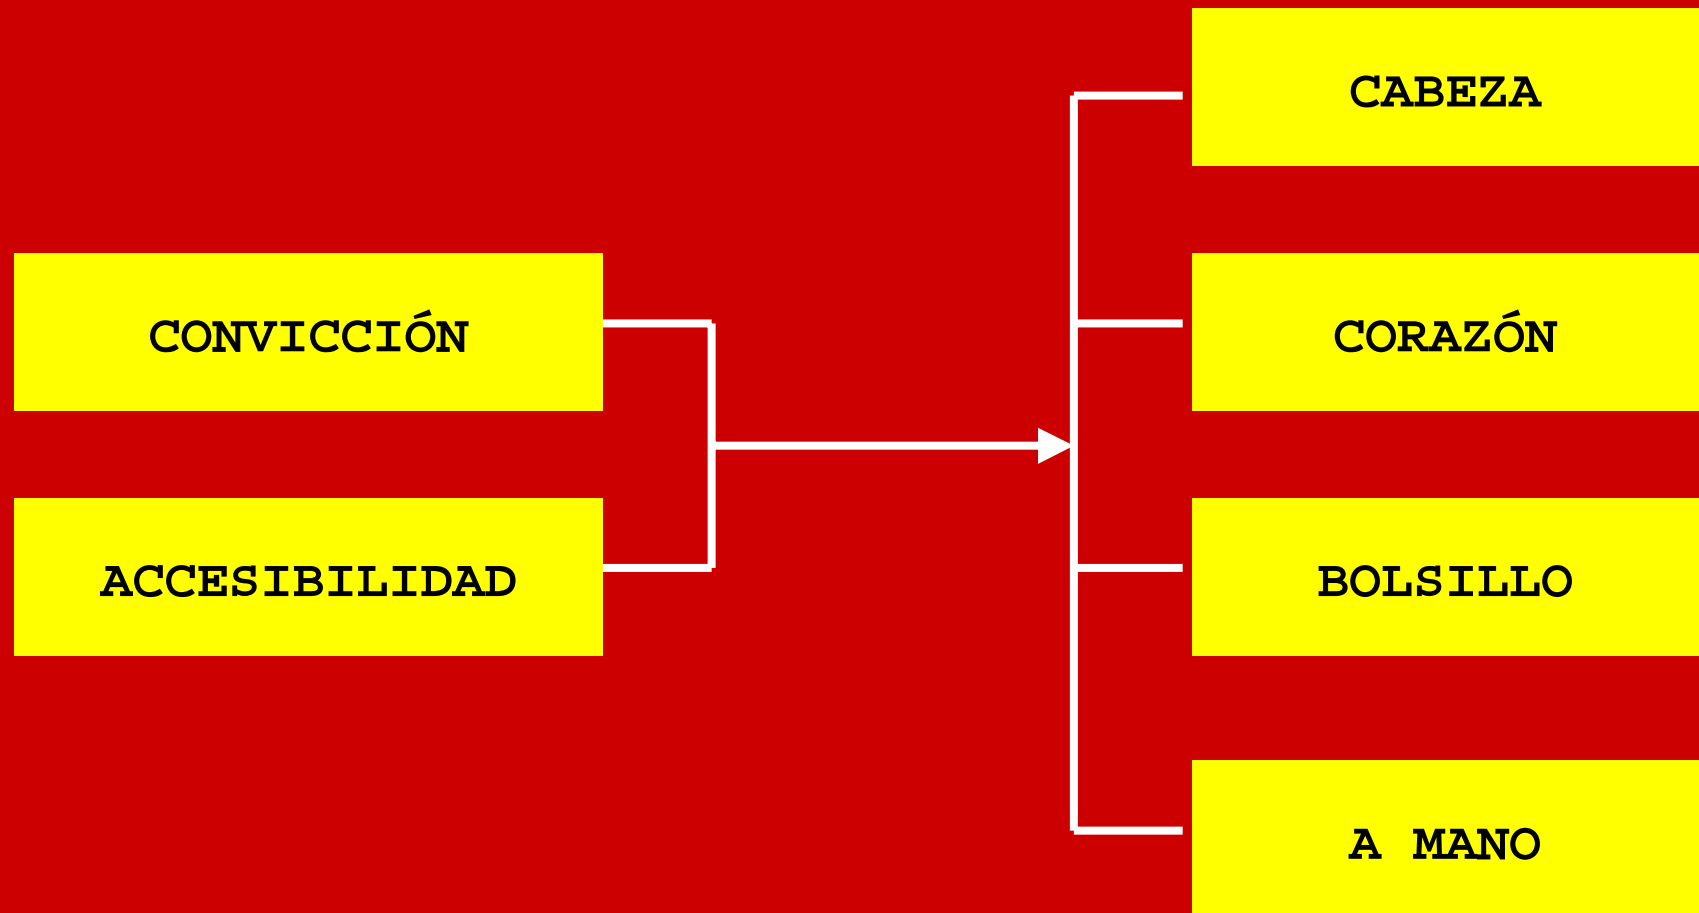 CONVICCIÓN
ACCESIBILIDAD
CABEZA
CORAZÓN
BOLSILLO
A MANO